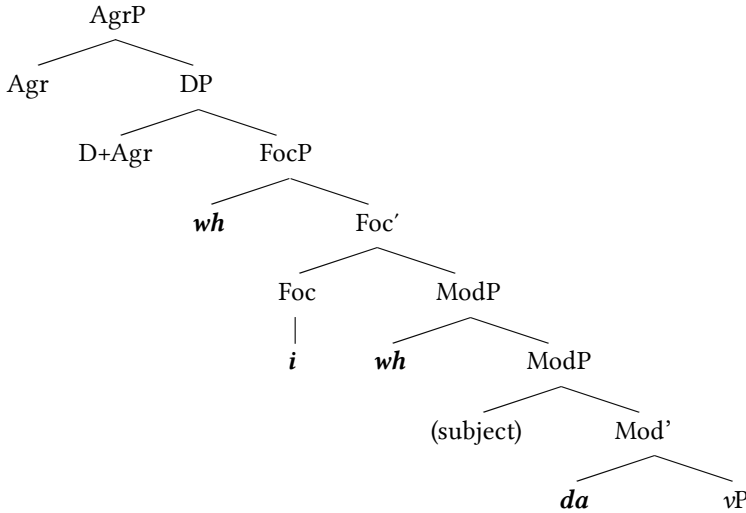 AgrP
Agr DP
D+Agr FocP
wh Foc′
Foc ModP
i wh ModP
(subject) Mod’
da vP